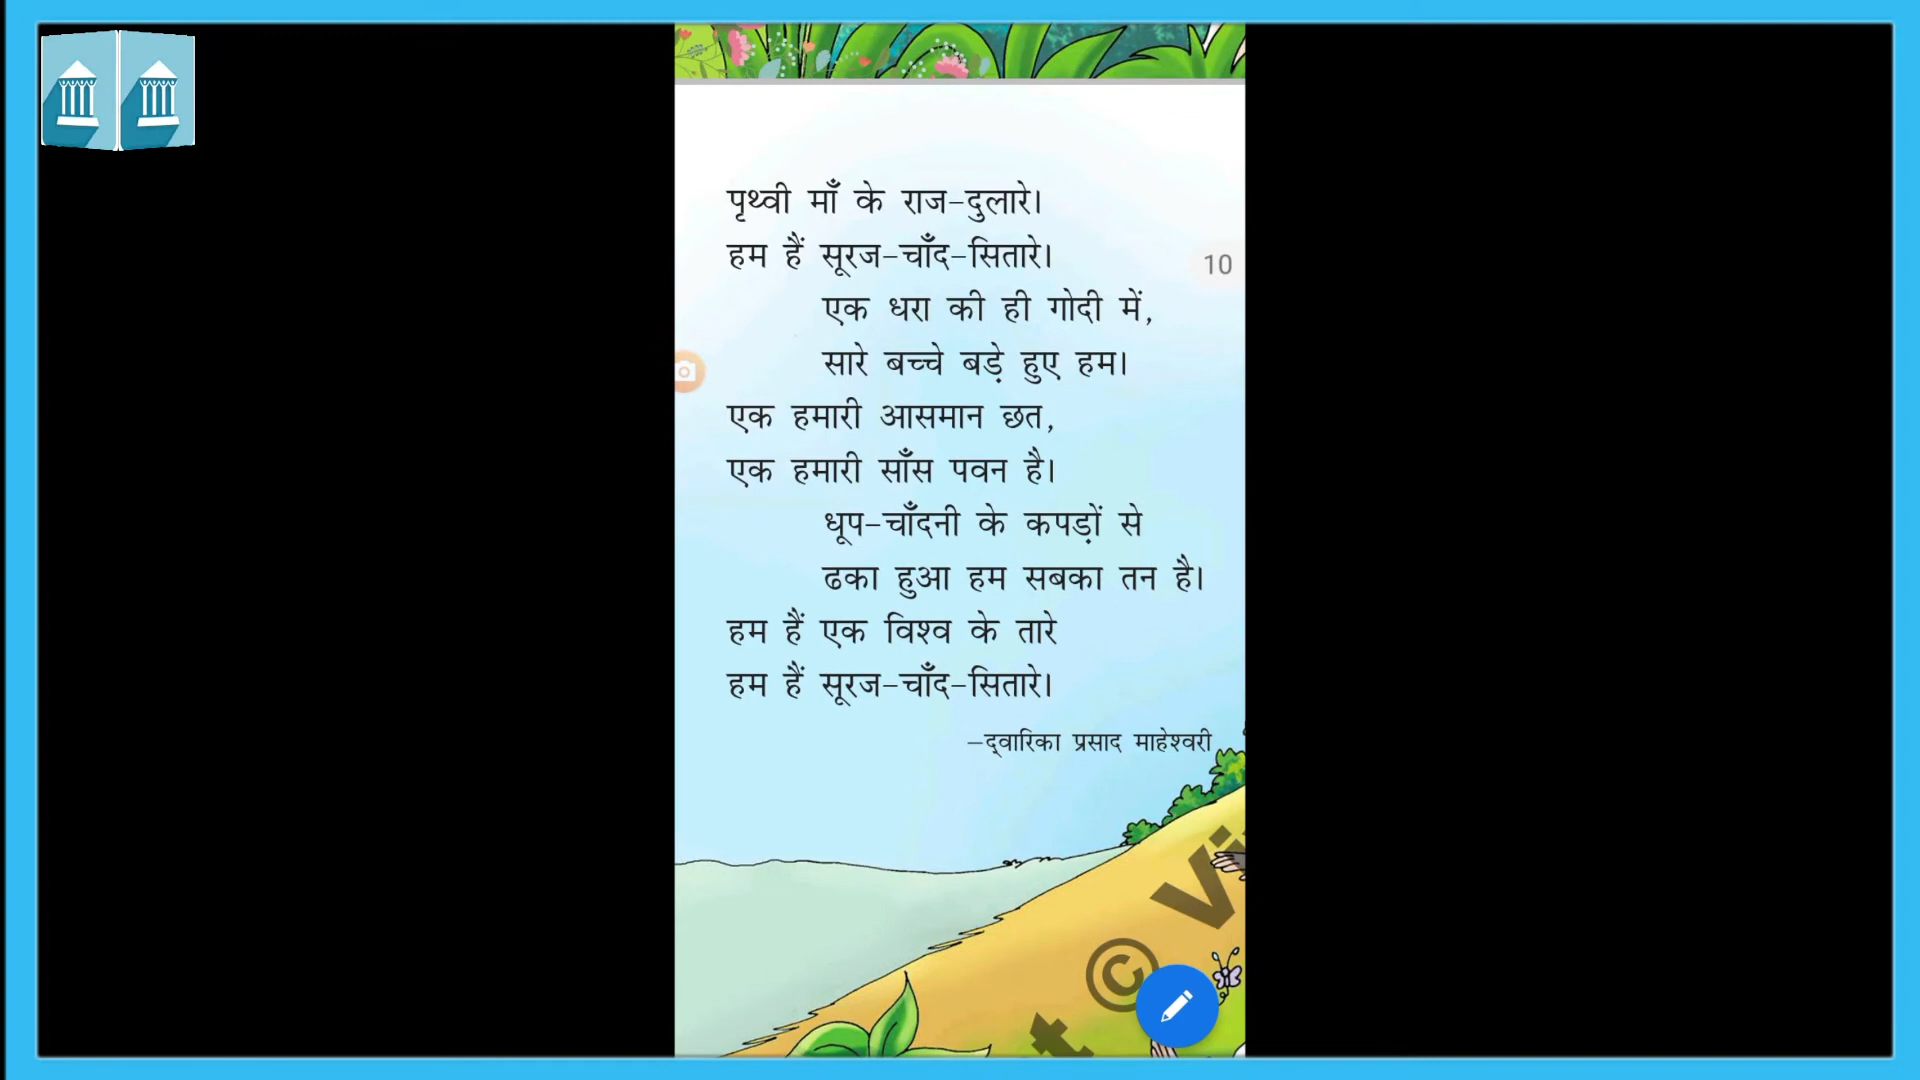 पृथ्वी माँ के राज-दुलारे।
हम हैं सूरज-चाँद-सितारे।
10
एक धरा की ही गोदी में,
सारे बच्चे बड़े हुए हम।
एक हमारी आसमान छत,
एक हमारी साँस पवन है।
धूप-चाँदनी के कपड़ों से
ढका हुआ हम सबका तन है।
हम हैं एक विश्व के तारे
हम हैं सूरज-चाँद-सितारे।
–द्वारिका प्रसाद माहेश्वरी
t © Vi